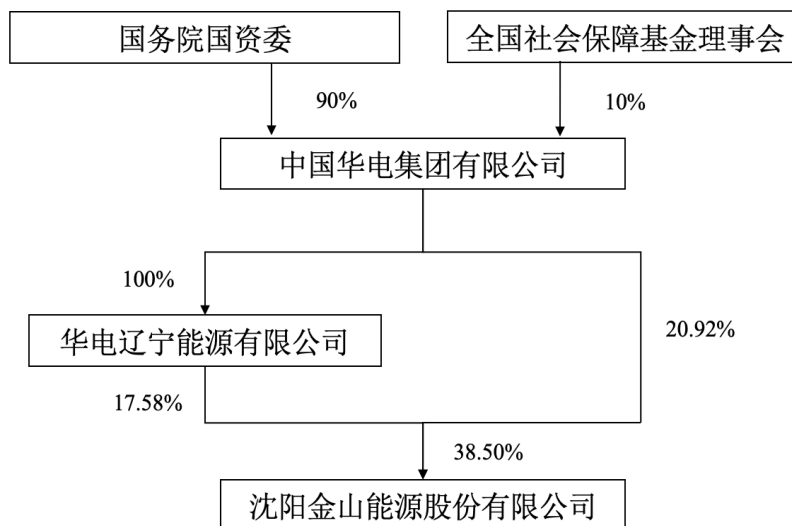 国务院国资委
全国社会保障基金理事会
90%
10%
中国华电集团有限公司
100%
华电辽宁能源有限公司
20.92%
17.58%
38.50%
沈阳金山能源股份有限公司